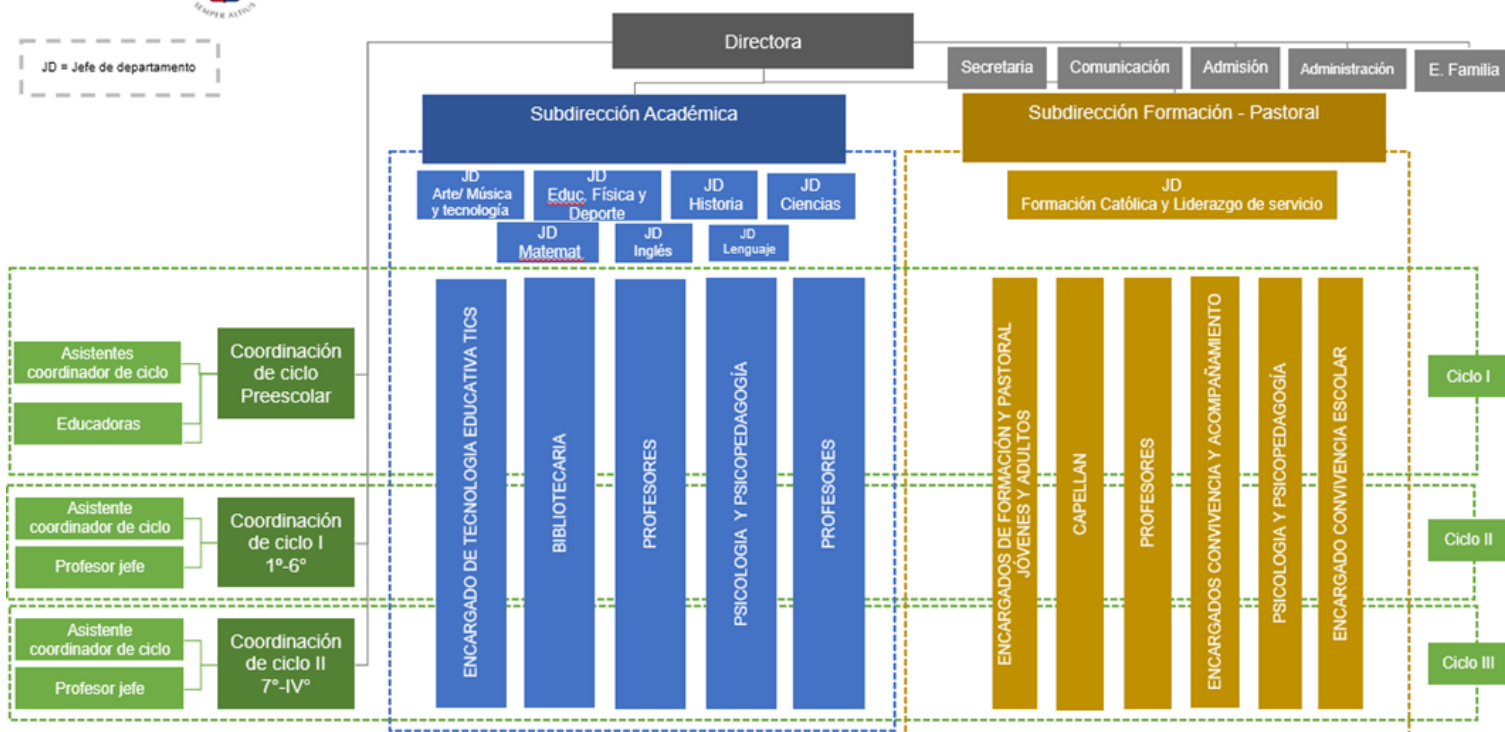 SEMPER ALTIUS
JD = Jefe de departamento
Directora
Secretaria
Comunicación
Admisión
Administración
E. Familia
Subdirección Académica
Subdirección Formación - Pastoral
JD
Arte/ Música
y tecnología
JD
Educ. Física y
Deporte
JD
Historia
JD
Ciencias
JD
Matemat.
JD
Inglés
JD
Lenguaje
JD
Formación Católica y Liderazgo de servicio
Asistentes
coordinador de ciclo
Educadoras
Coordinación
de ciclo
Preescolar
Asistente
coordinador de ciclo
Profesor jefe
Coordinación
de ciclo I
1º-6°
Asistente
coordinador de ciclo
Profesor jefe
Coordinación
de ciclo II
7°-IV°
ENCARGADO DE TECNOLOGIA EDUCATIVA TICS
BIBLIOTECARIA
PROFESORES
PSICOLOGIA Y PSICOPEDAGOGÍA
PROFESORES
ENCARGADOS DE FORMACIÓN Y PASTORAL
JÓVENES Y ADULTOS
CAPELLAN
PROFESORES
ENCARGADOS CONVIVENCIA Y ACOMPAÑAMIENTO
PSICOLOGIA Y PSICOPEDAGOGÍA
ENCARGADO CONVIVENCIA ESCOLAR
Ciclo I
Ciclo II
Ciclo III